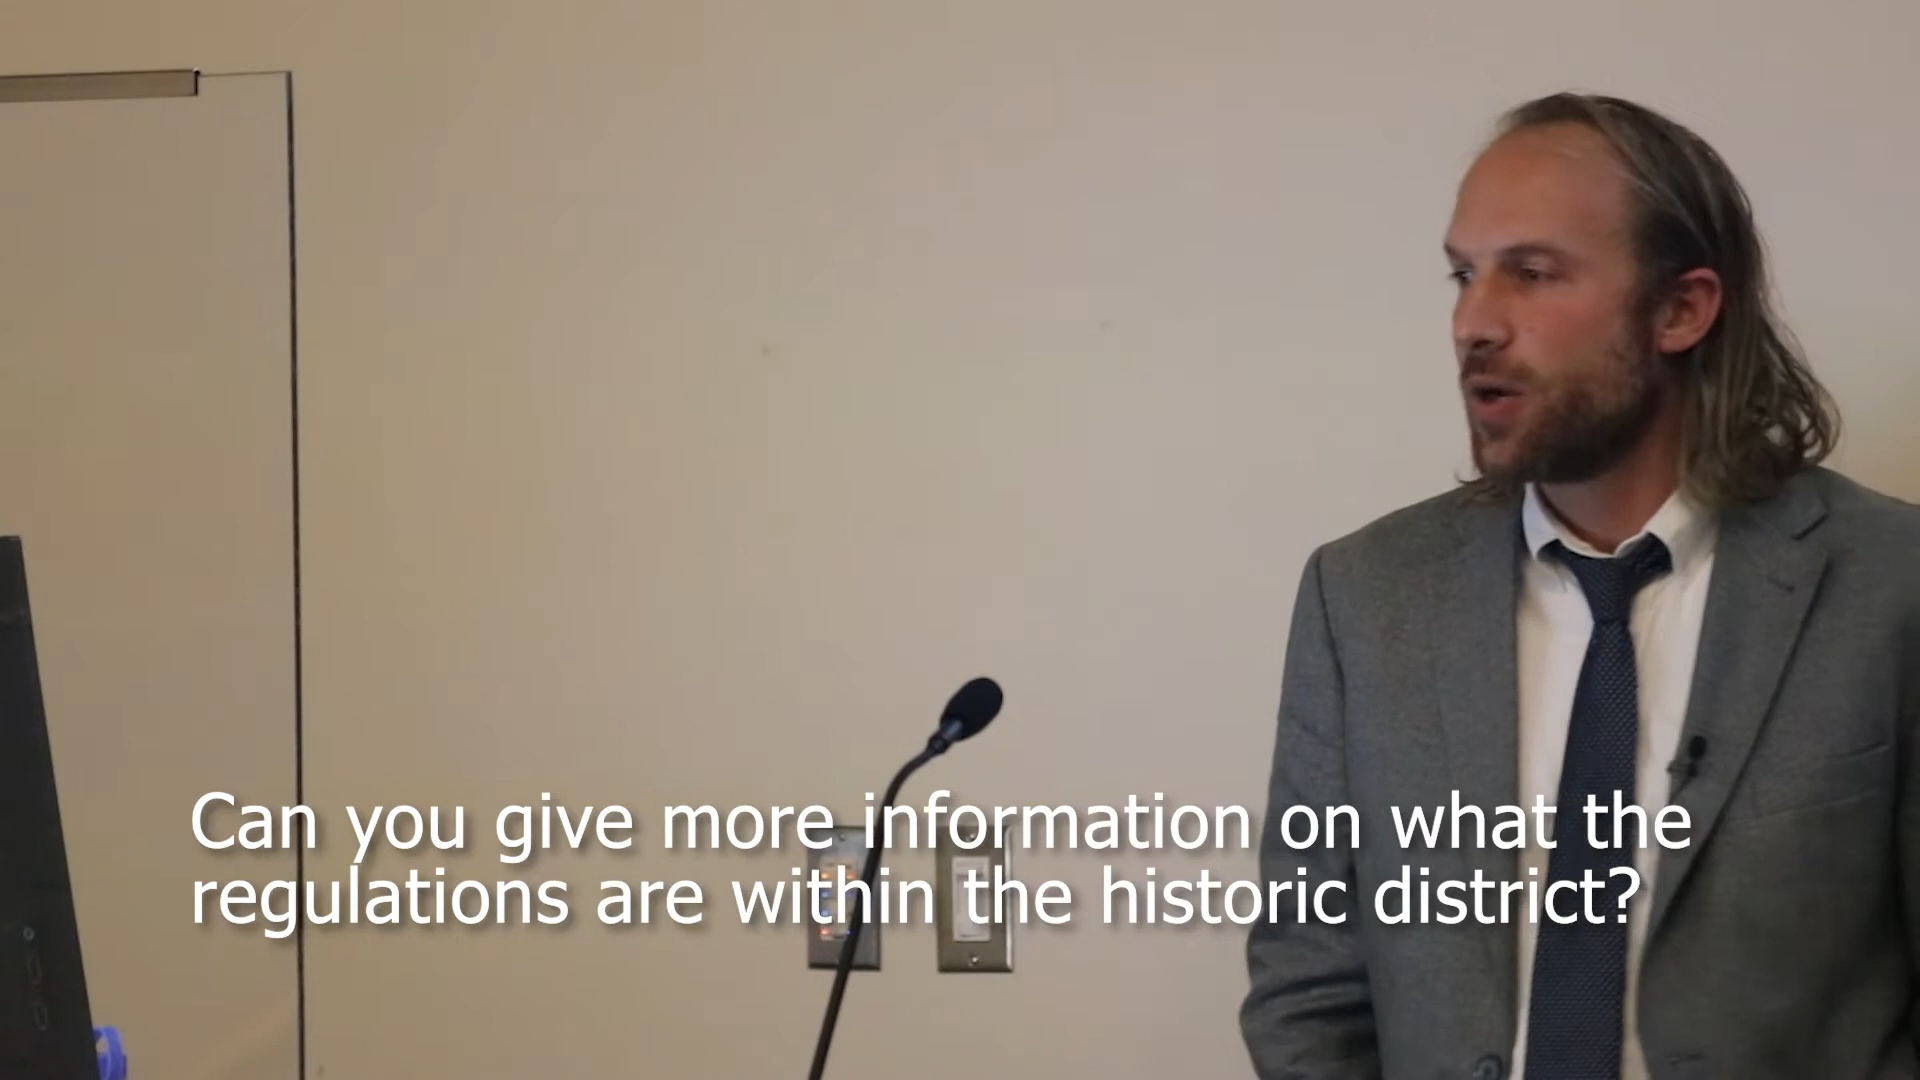 Can you give more information on what the
regulations are within the historic district?